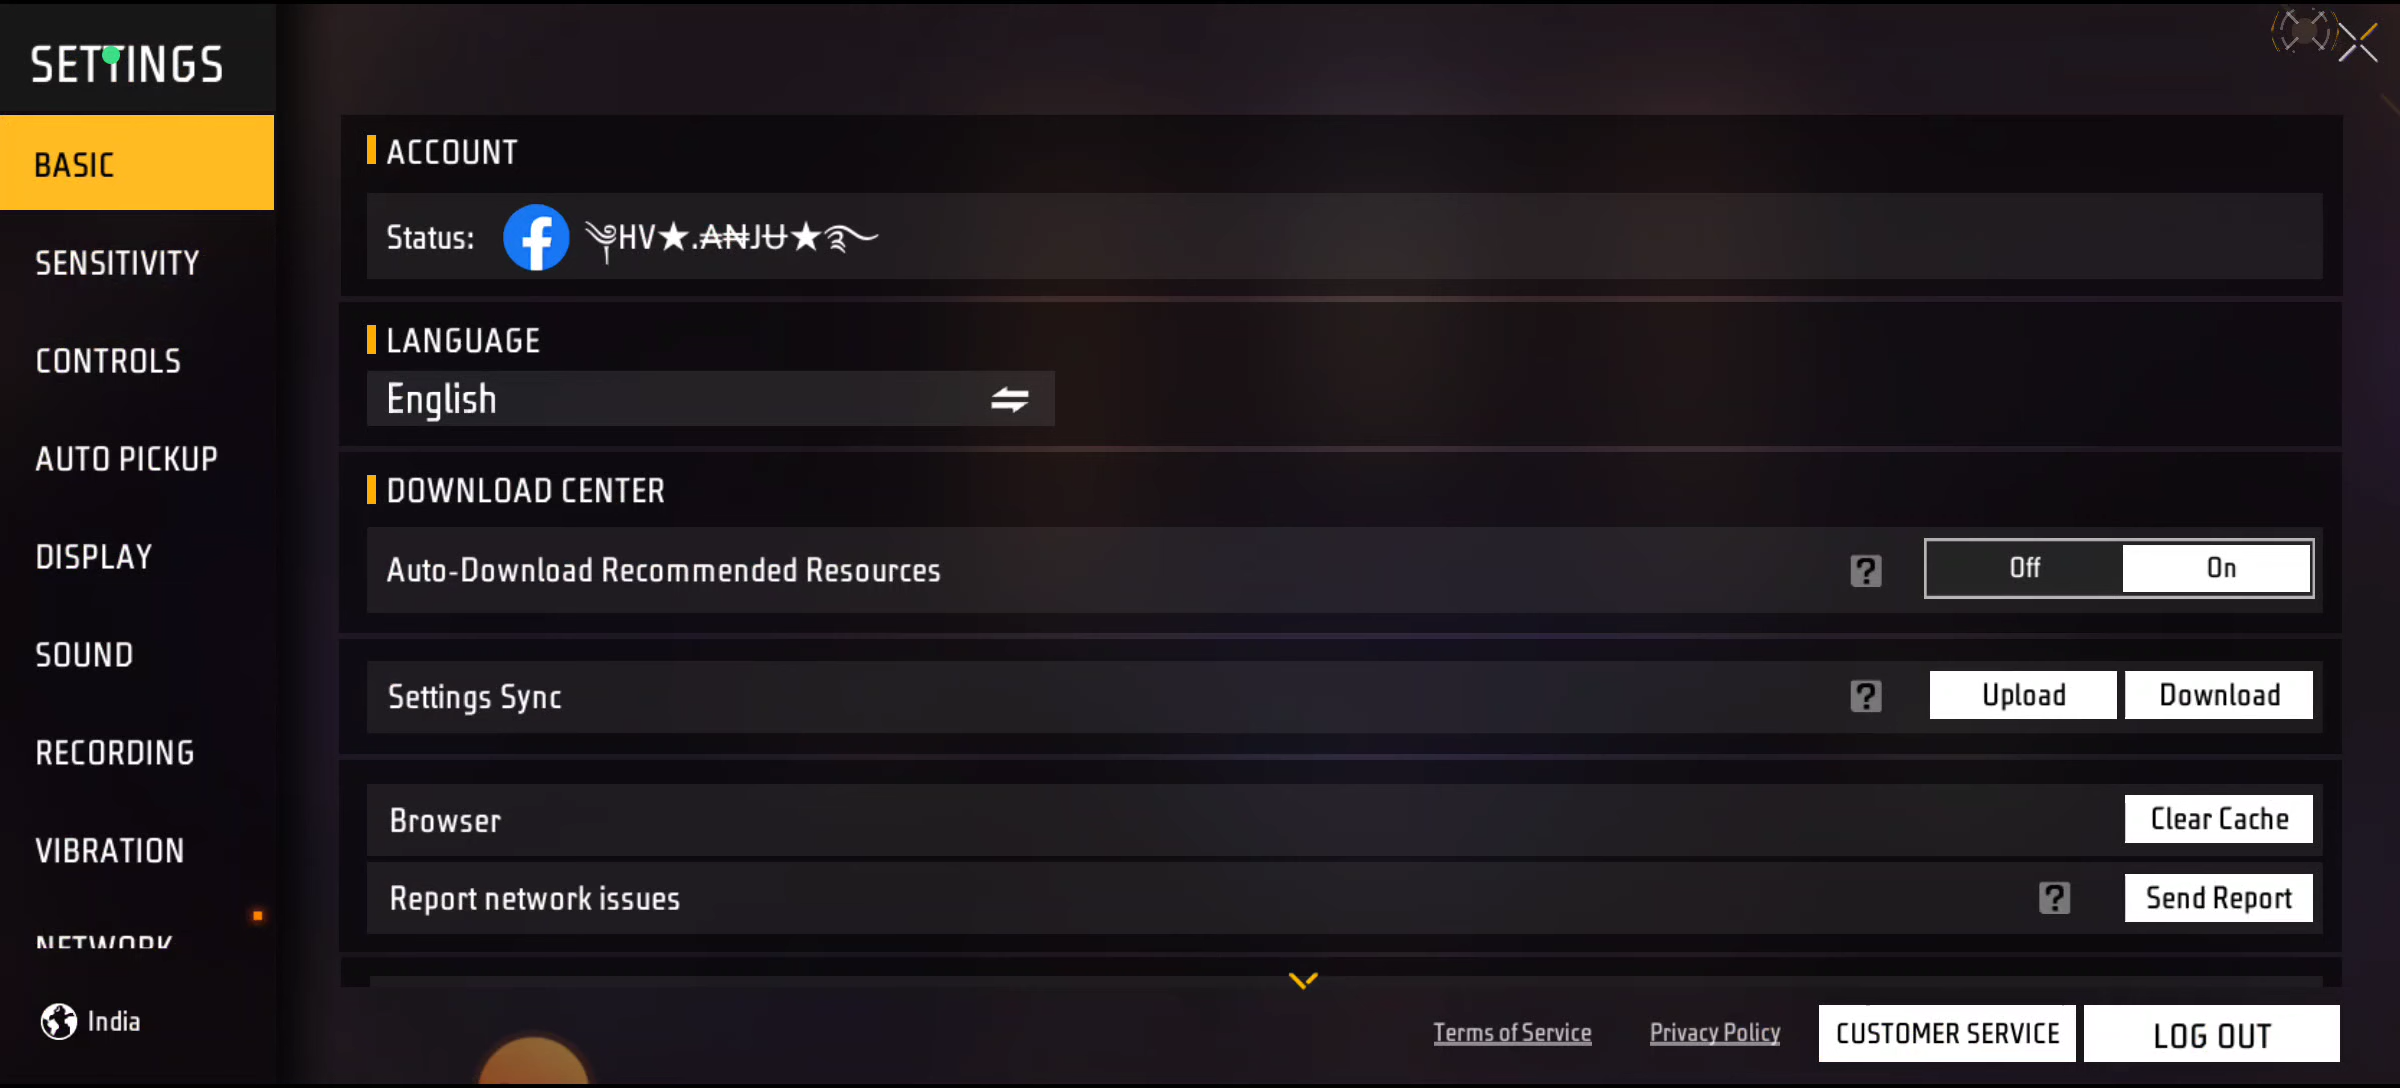 SETTINGS
BASIC
SENSITIVITY
CONTROLS
AUTO PICKUP
DISPLAY
SOUND
RECORDING
VIBRATION
NETWORK
India
ACCOUNT
Status: ༒HV★.A̶N̶J̶U̶★࿐
LANGUAGE
English
DOWNLOAD CENTER
Auto-Download Recommended Resources ? Off On
Settings Sync ? Upload Download
Browser Clear Cache
Report network issues ? Send Report
Terms of Service Privacy Policy CUSTOMER SERVICE LOG OUT